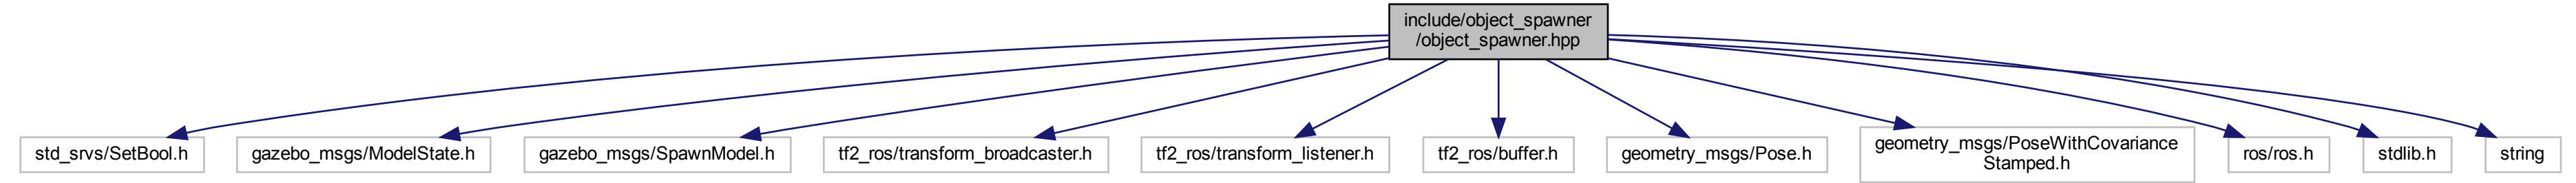 include/object_spawner
/object_spawner.hpp
std_srvs/SetBool.h
gazebo_msgs/ModelState.h
gazebo_msgs/SpawnModel.h
tf2_ros/transform_broadcaster.h
tf2_ros/transform_listener.h
tf2_ros/buffer.h
geometry_msgs/Pose.h
geometry_msgs/PoseWithCovariance
Stamped.h
ros/ros.h
stdlib.h
string